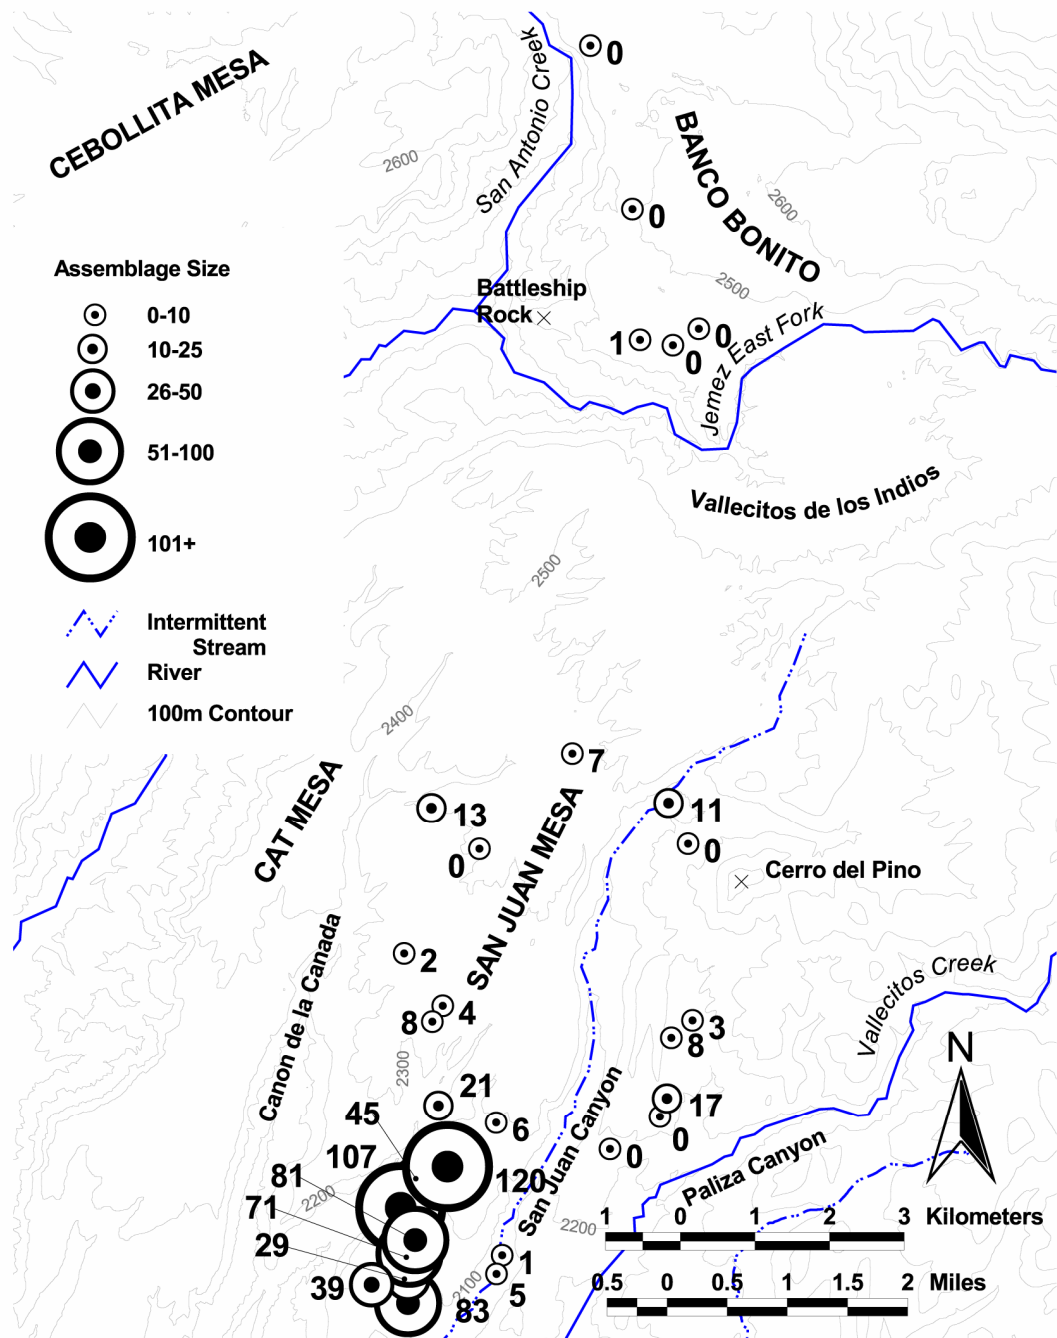 0
San Antonio Creek
CEBOLLITA MESA
BANCO BONITO
2600
2600
0
Assemblage Size
0-10
10-25
26-50
51-100
101+
Intermittent
Stream
River
100m Contour
2500
Battleship
Rock
1
0
0
Jemez East Fork
Vallecitos de los Indios
2500
2400
7
CAT MESA
13
11
0
0
SAN JUAN MESA
Cerro del Pino
2
Canon de la Canada
Vallecitos Creek
4
8
3
8
N
2300
21
45
6
17
0
San Juan Canyon
0
107
120
81
2200
Paliza Canyon
71
2200
1 0 1 2 3 Kilometers
29
1
39
5
2100
83
0.5 0 0.5 1 1.5 2 Miles